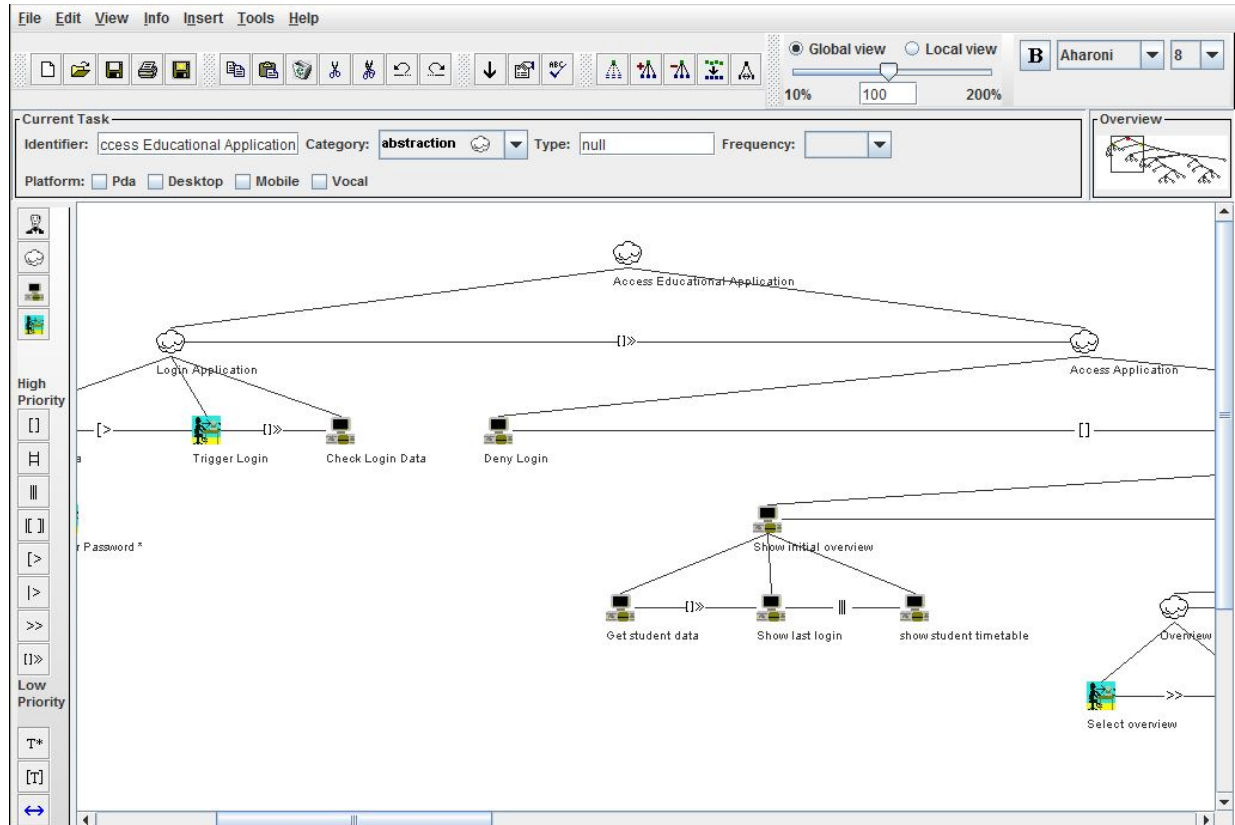 File Edit View Info Insert Tools Help
Global view Local view
B Aharoni 8
10% 100 200%
Current Task
Overview
Identifier: ccess Educational Application Category: abstraction Type: null Frequency:
Platform: Pda Desktop Mobile Vocal
Access Educational Application
[]»
Login Application
Access Application
High
Priority
[]
[>
[]»
[]
a
Trigger Login
Check Login Data
Deny Login
|||
|[]|
r Password *
Show initial overview
[>
|>
[]»
|||
>>
Get student data
Show last login
show student timetable
Overview
[]»
Low
Priority
>>
Select overview
T*
[T]